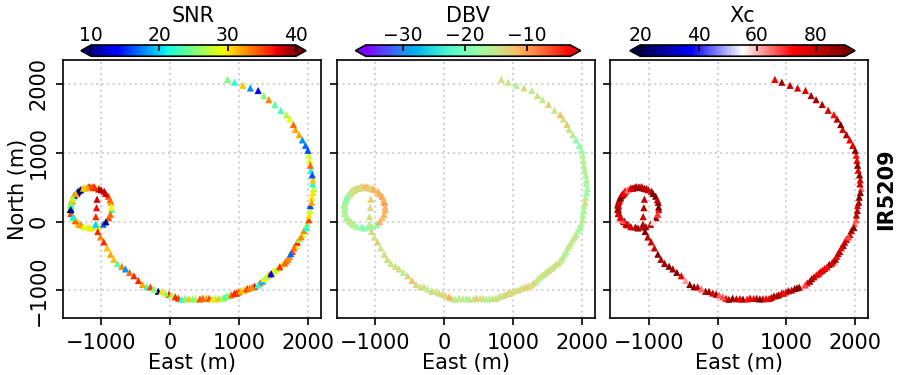 SNR DBV Xc
10 20 30 40 −30 −20 −10 20 40 60 80
2000
1000
0
−1000
North (m)
IR5209
−1000 0 1000 2000 −1000 0 1000 2000 −1000 0 1000 2000
East (m) East (m) East (m)